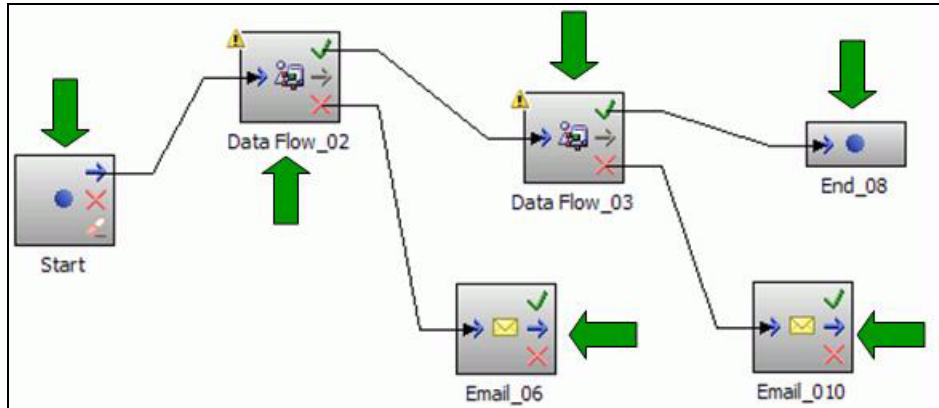 Data Flow_02
Data Flow_03
End_08
Start
Email_06
Email_010